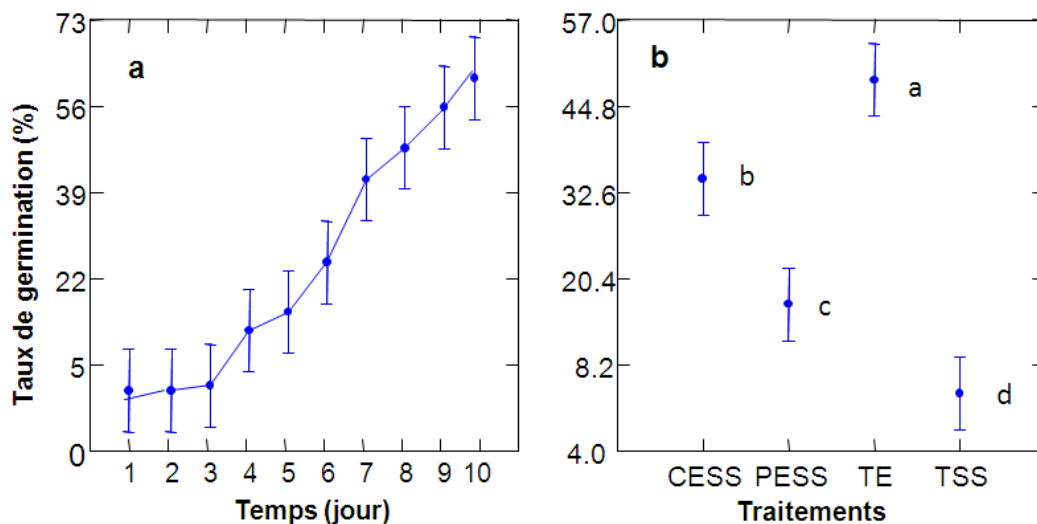 Taux de germination (%)
73
56
39
22
5
0
a
1 2 3 4 5 6 7 8 9 10
Temps (jour)
57.0
44.8
32.6
20.4
8.2
4.0
b
b
c
a
d
CESS PESS TE TSS
Traitements